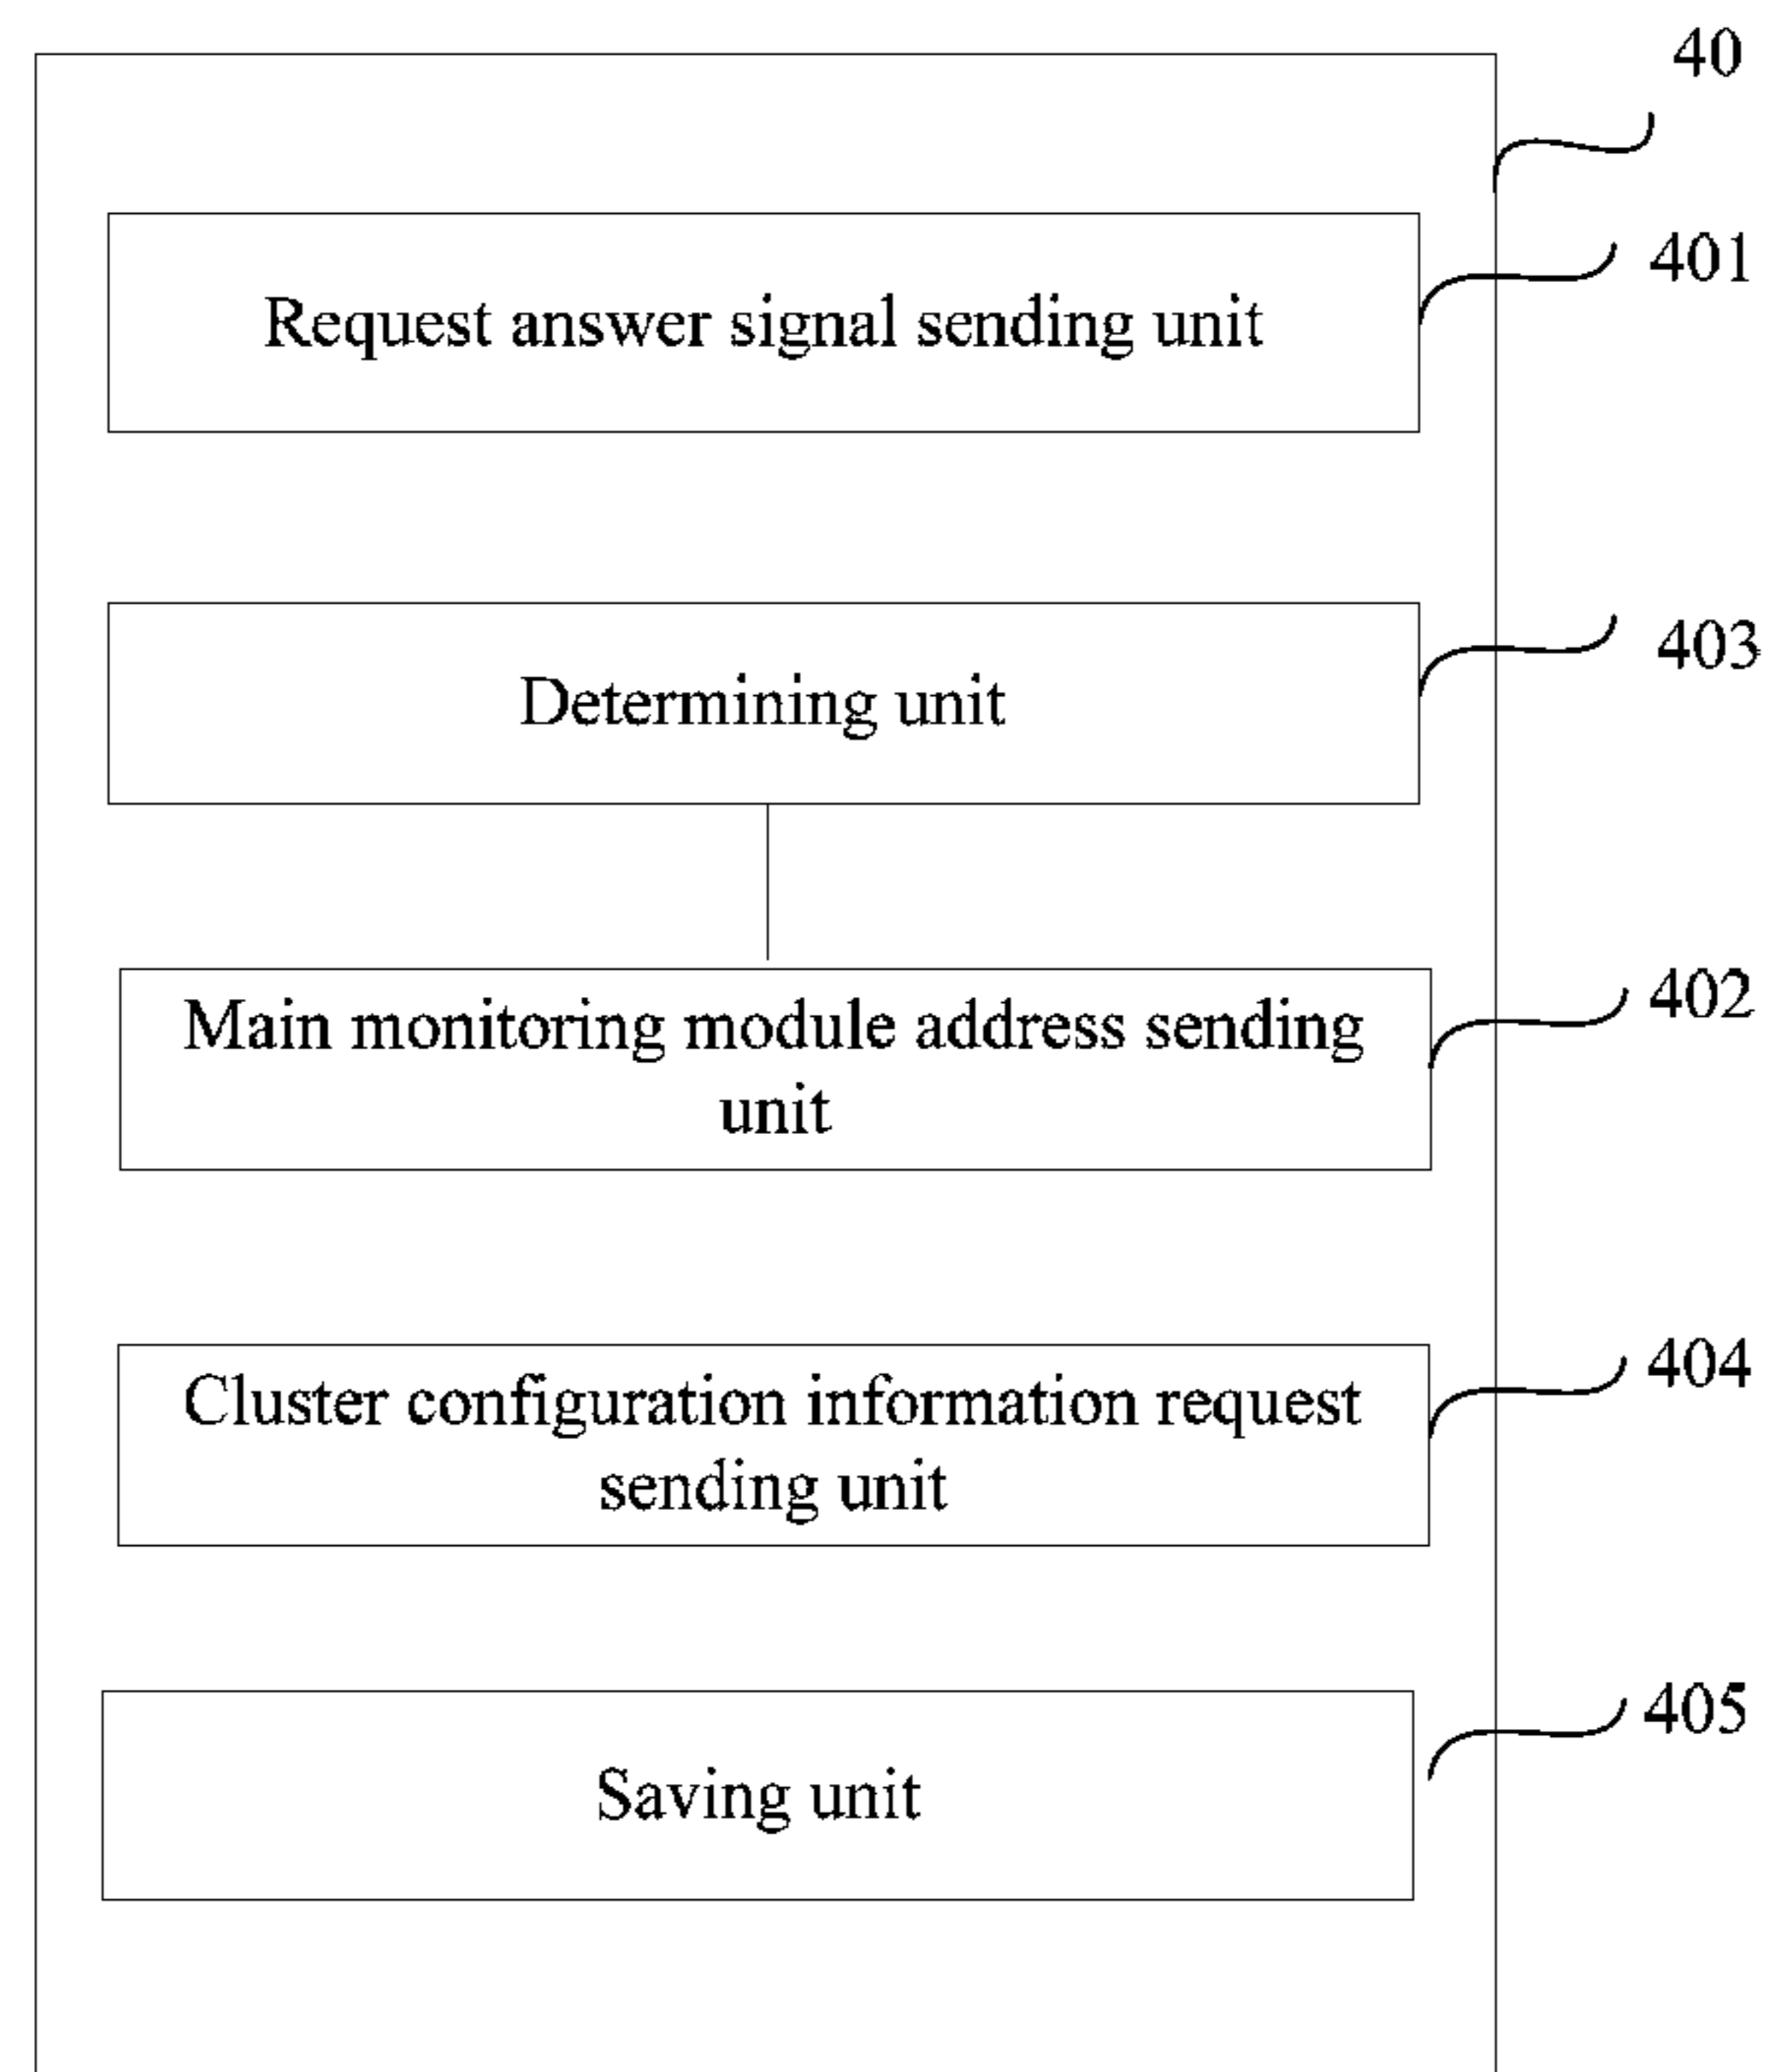 40
Request answer signal sending unit
401
Determining unit
403
Main monitoring module address sending
unit
402
Cluster configuration information request
sending unit
404
Saving unit
405